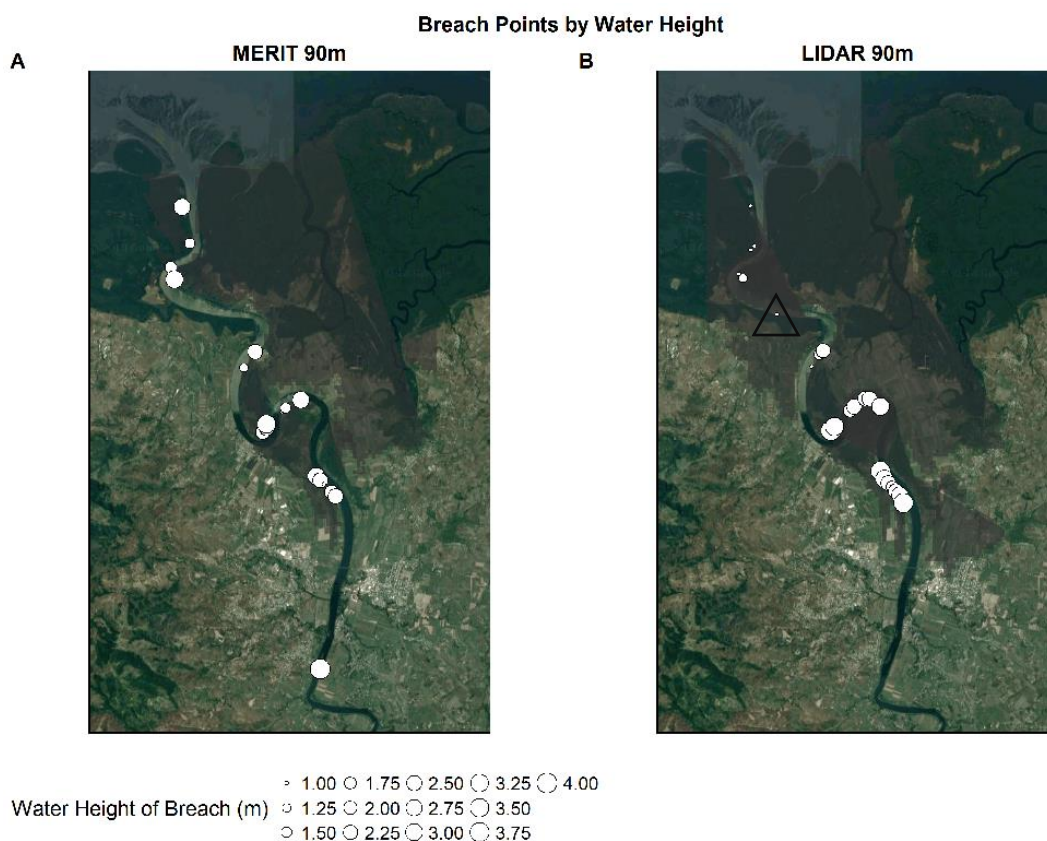 Breach Points by Water Height
A
MERIT 90m
B
LIDAR 90m
Water Height of Breach (m)
1.00 1.75 2.50 3.25 4.00
1.25 2.00 2.75 3.50
1.50 2.25 3.00 3.75